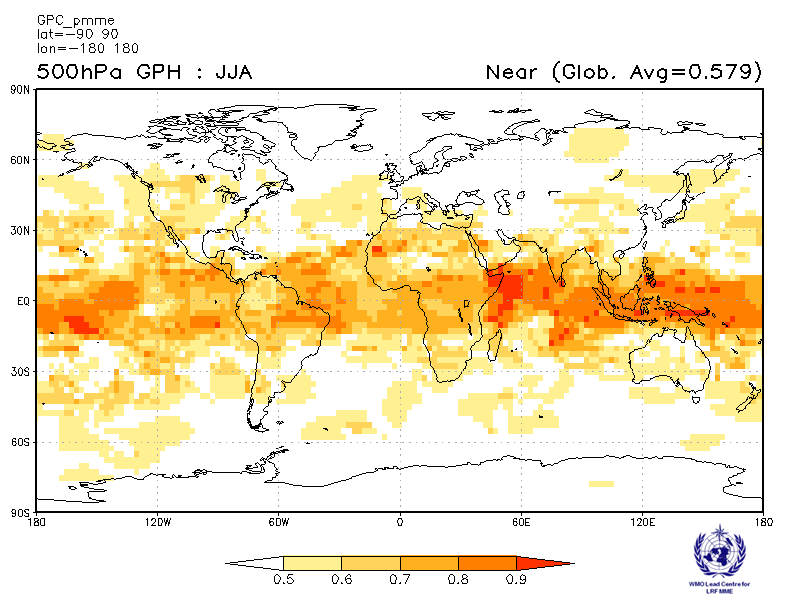 GPC_pmme
lat=-90 90
lon=-180 180
500hPa GPH : JJA Near (Glob. Avg=0.579)
90N
60N
30N
EQ
30S
60S
90S
180 120W 60W 0 60E 120E 180
0.5 0.6 0.7 0.8 0.9
WMO Lead Centre for
LRF MME